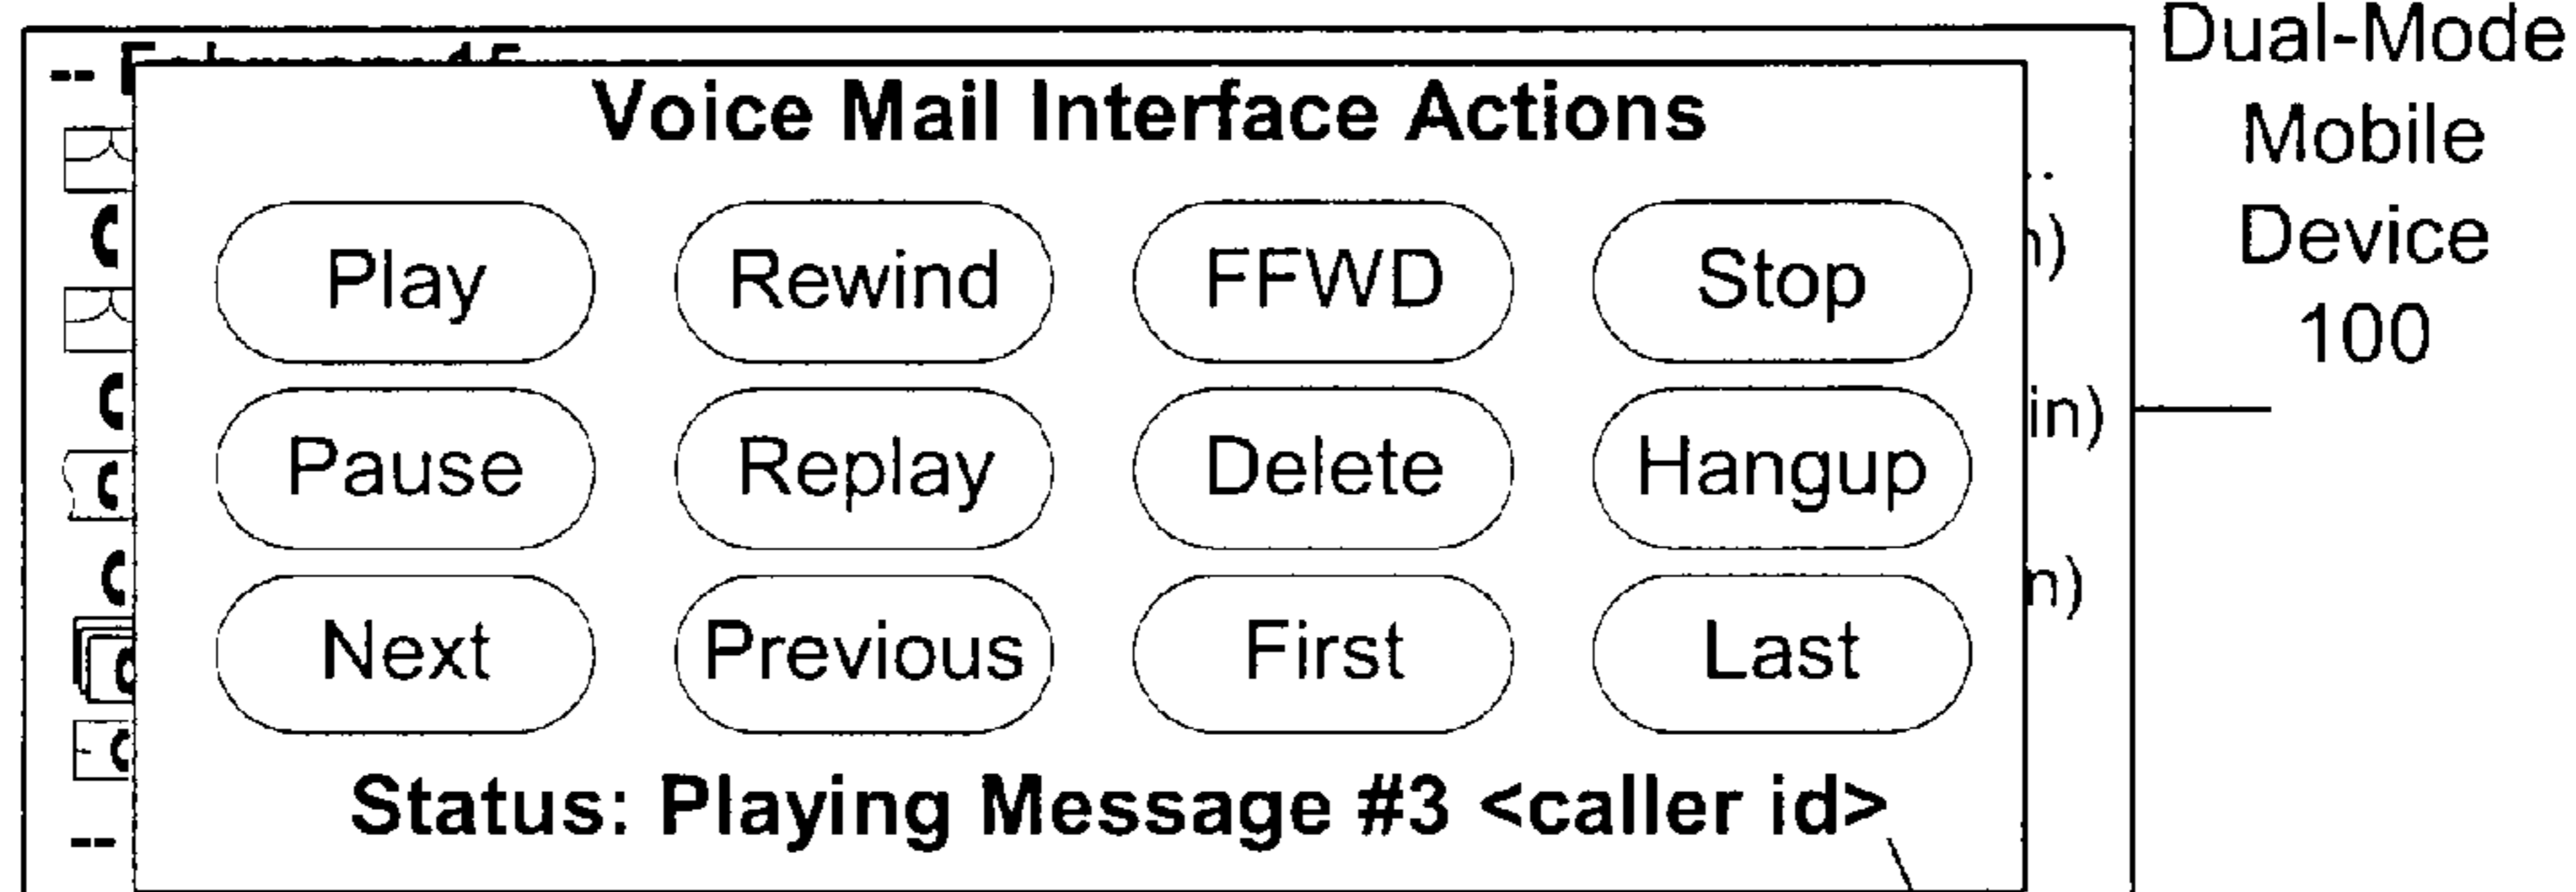 Dual-Mode
Mobile
Device
100
Voice Mail Interface Actions
Play Rewind FFWD Stop
Pause Replay Delete Hangup
Next Previous First Last
Status: Playing Message #3 <caller id>
in)
n)